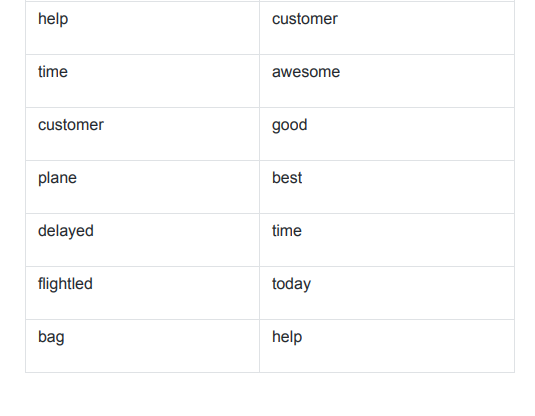 help customer
time awesome
customer good
plane best
delayed time
flightled today
bag help